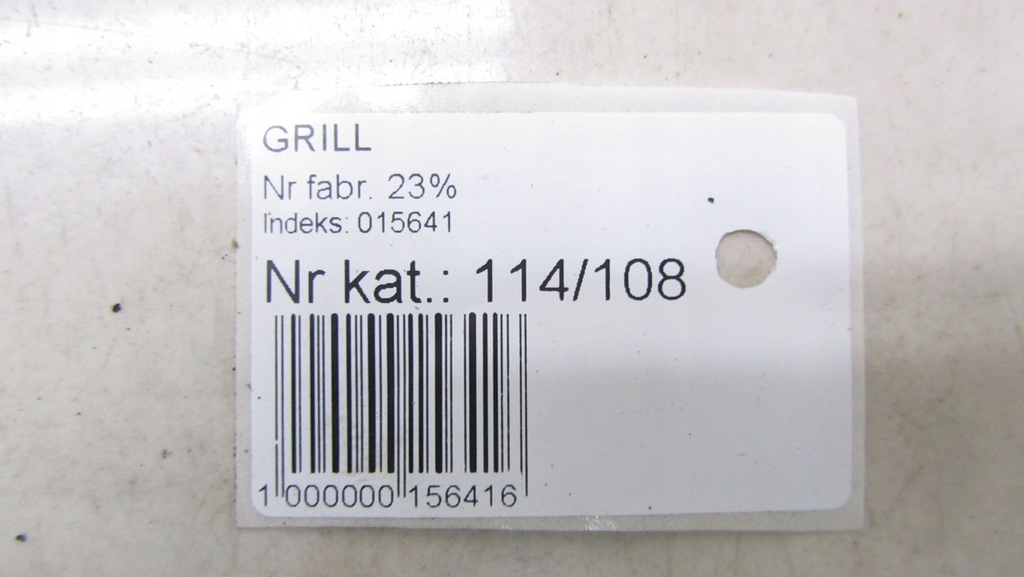 GRILL
Nr fabr. 23%
Indeks: 015641
Nr kat.: 114/108
1 000000 156416